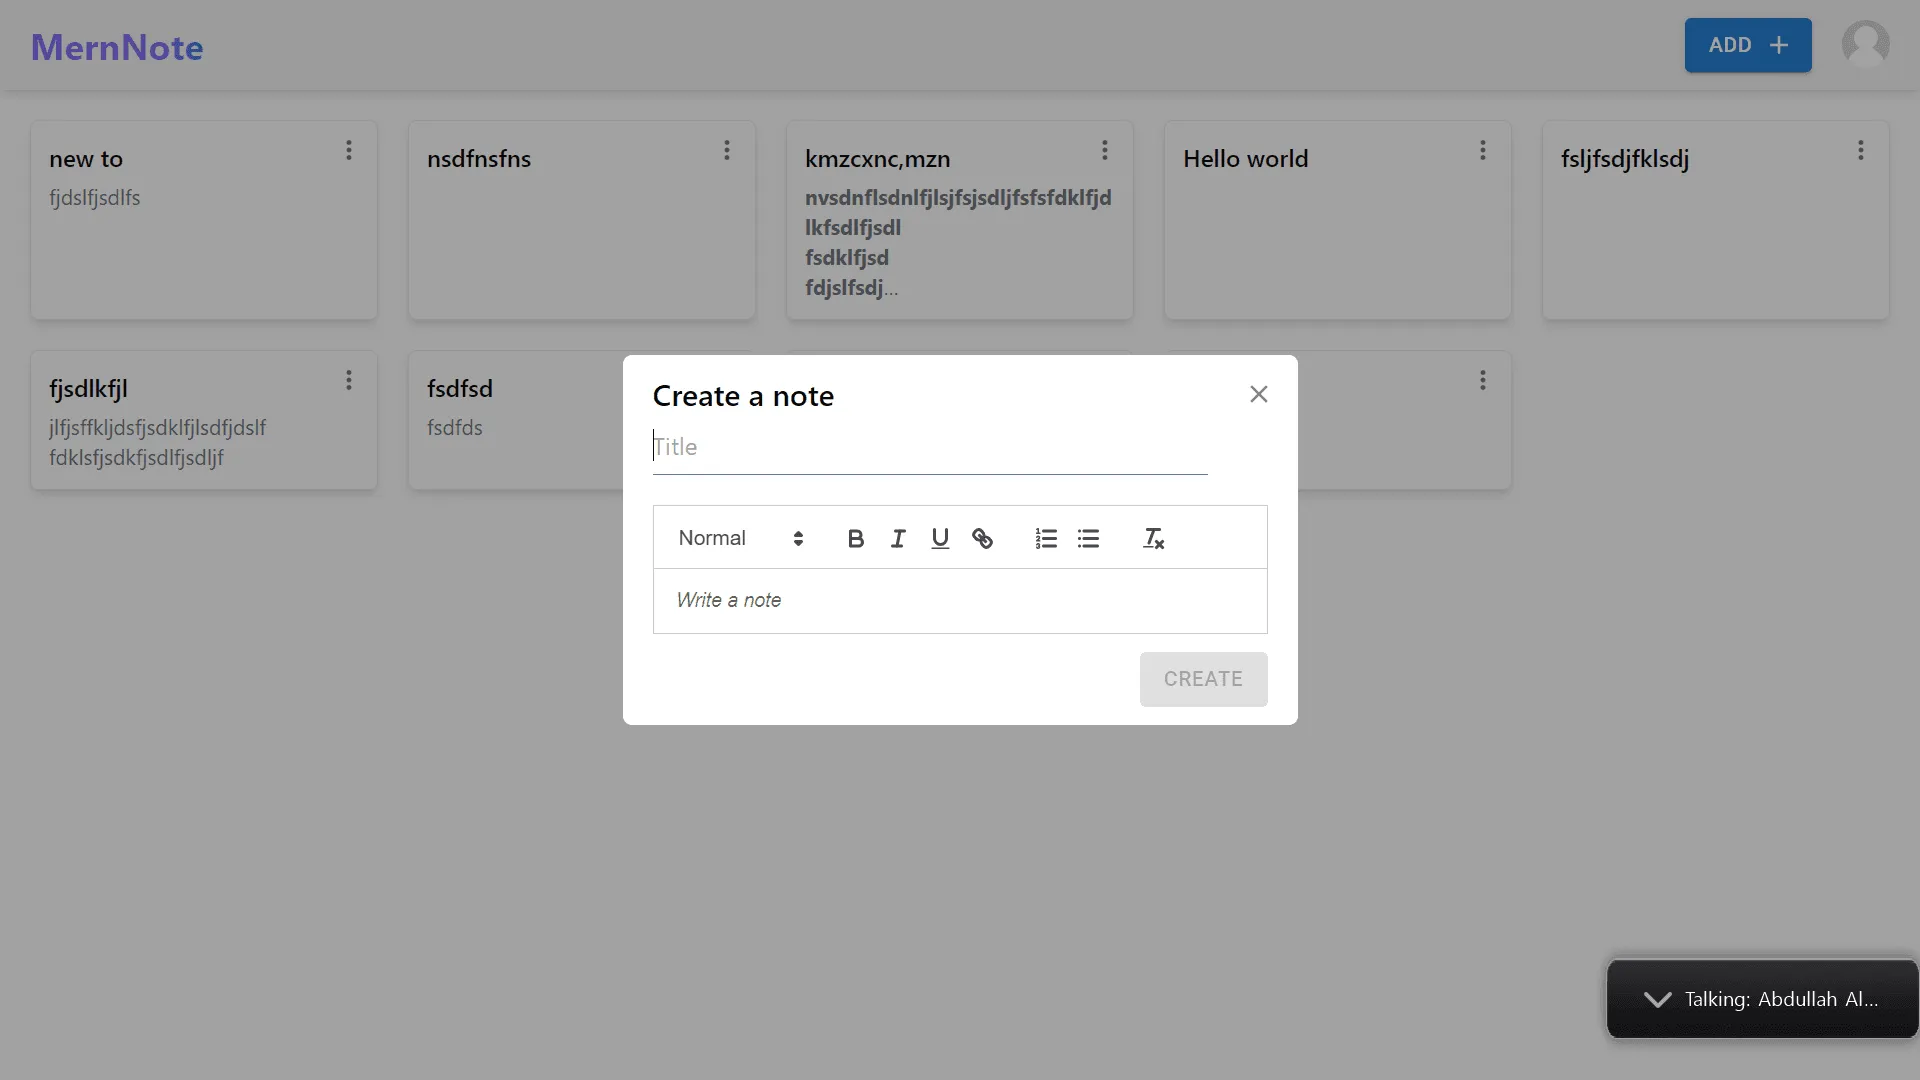 MernNote
ADD
new to
fjdslfjsdlfs
nsdfnsfns
kmzcxnc,mzn
nvsdnflsdnlfjlsjfsjsdljfsfsfdklfjd
lkfsdlfjsdl
fsdklfjsd
fdjslfsdj...
Hello world
fsljfsdjfklsdj
fjsdlkfjl
jlfjsffkljdsfjsdklfjlsdfjdslf
fdklsfjsdkfjsdlfjsdljf
fsdfsd
fsdfds
Create a note
Title
Normal
Write a note
CREATE
Talking: Abdullah Al...